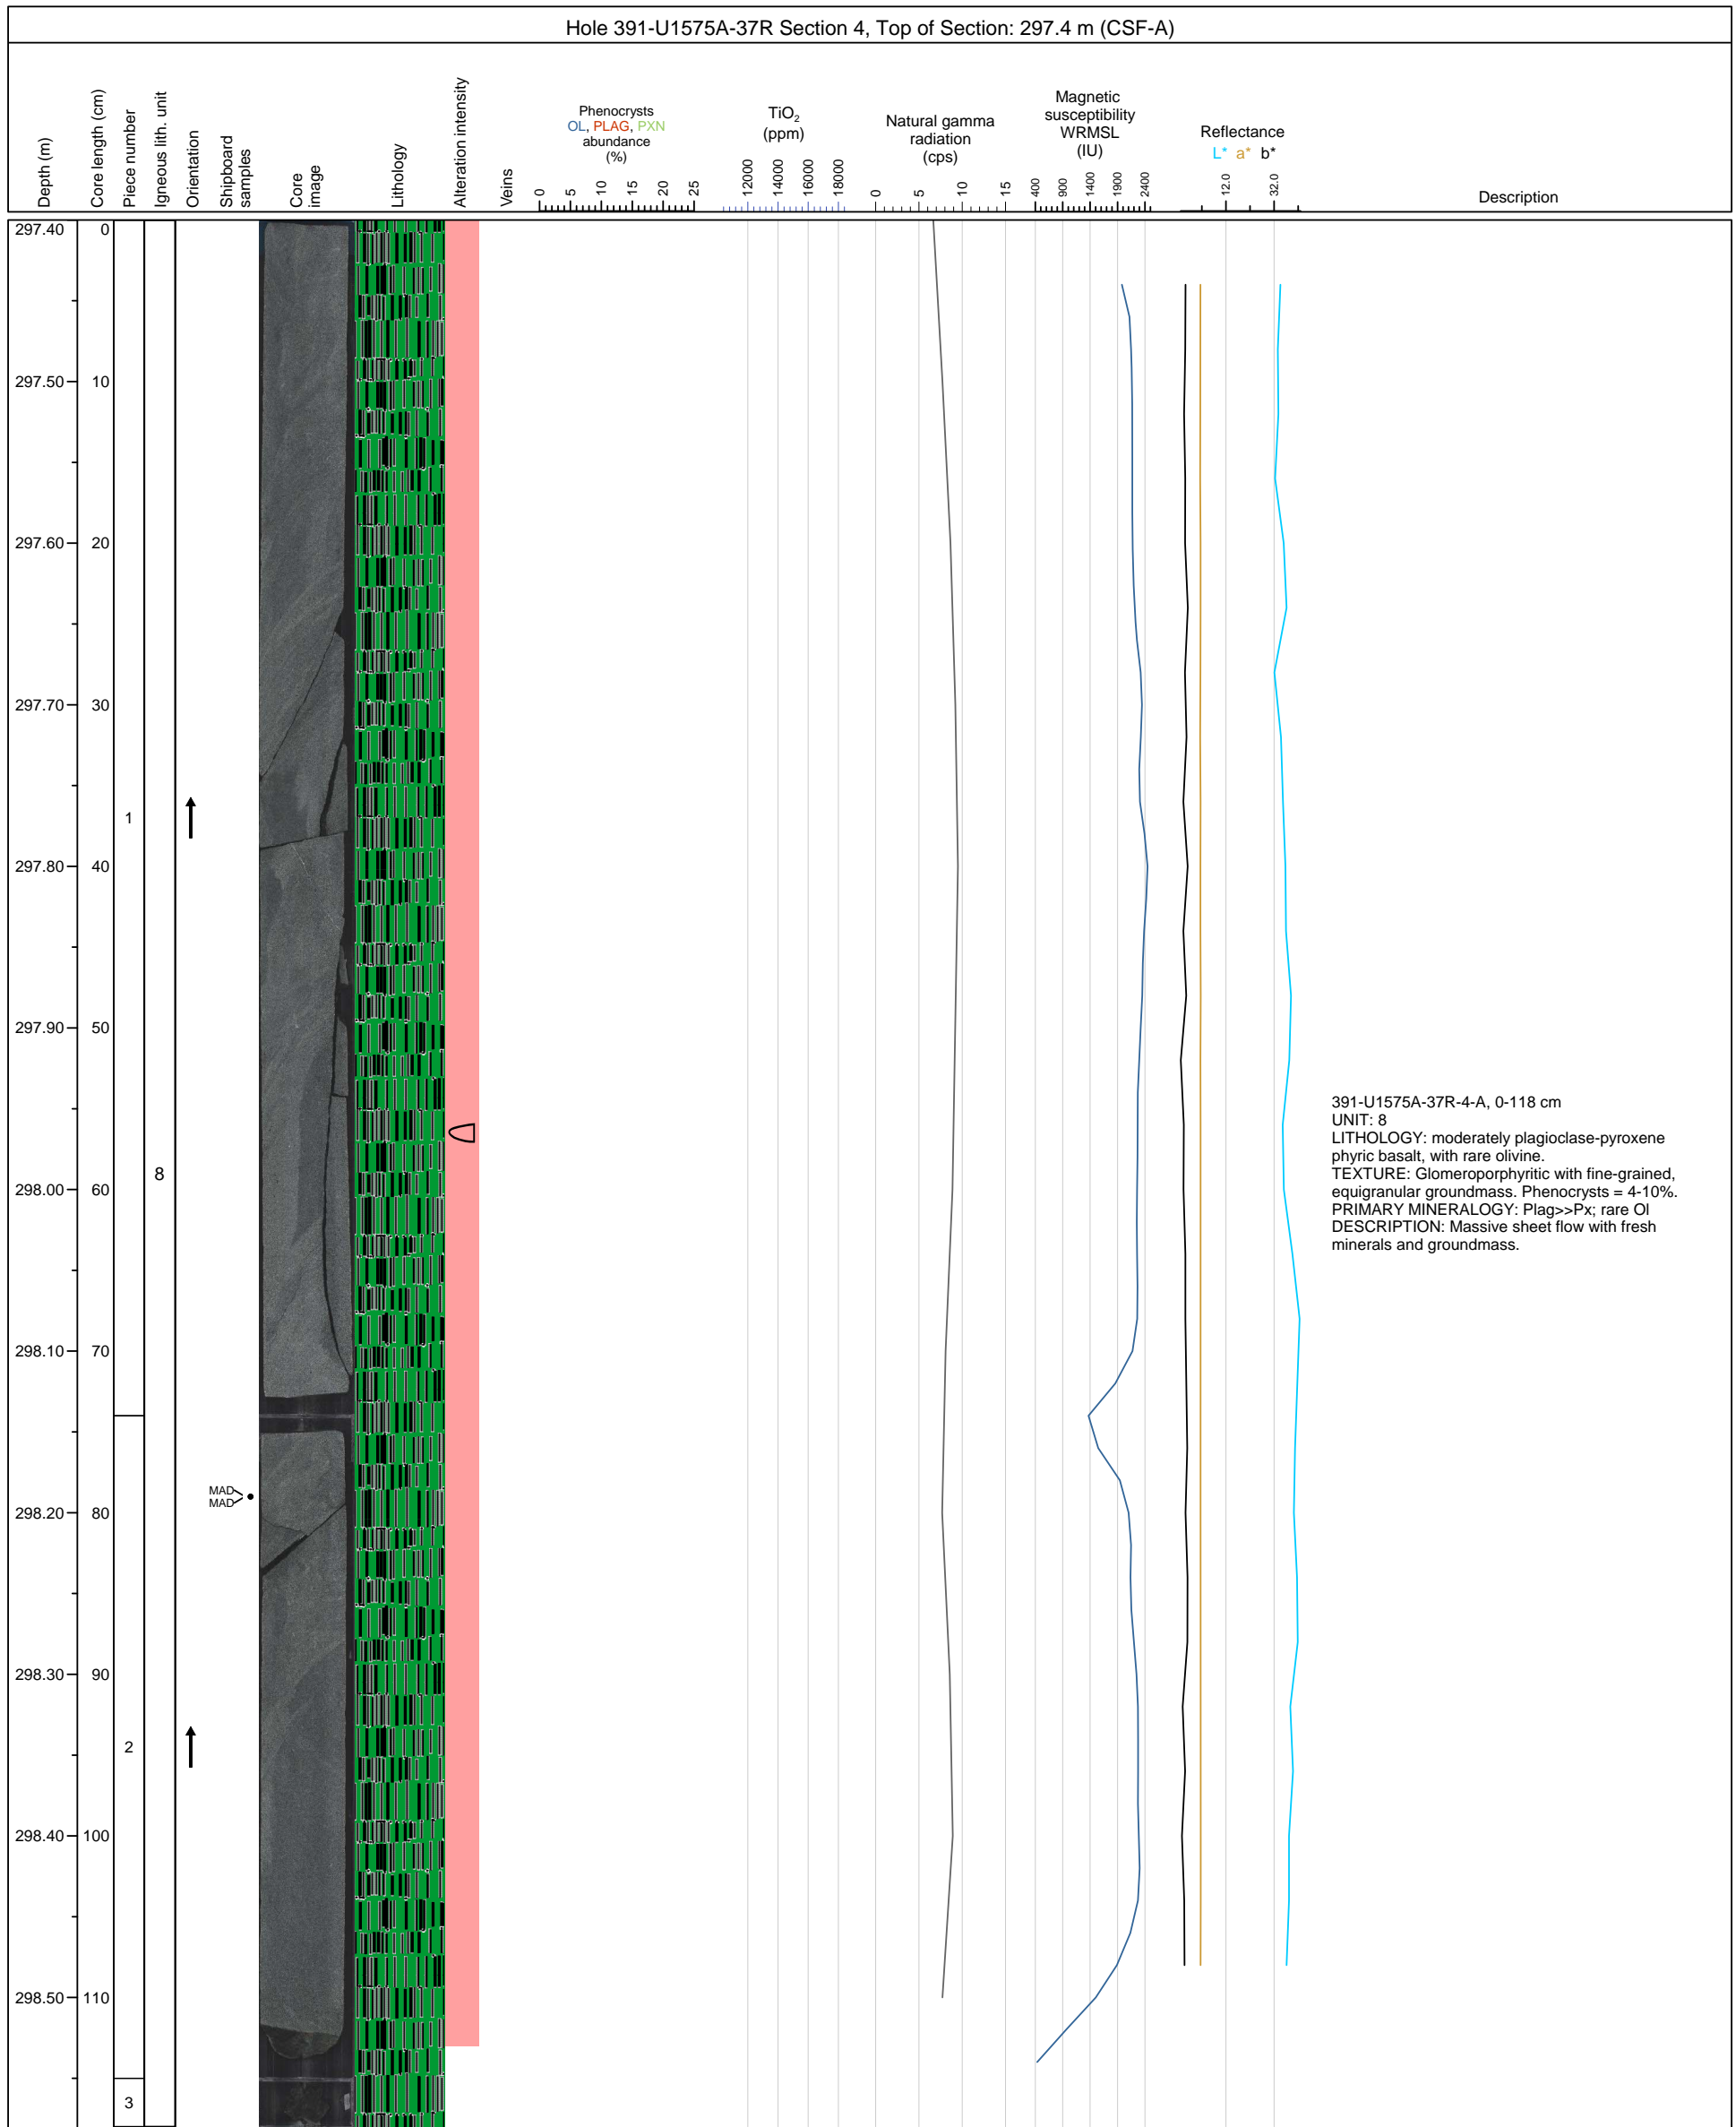 Hole 391-U1575A-37R Section 4, Top of Section: 297.4 m (CSF-A)
Depth (m)
Core length (cm)
Piece number
Igneous lith. unit
Orientation
Shipboard
samples
Core
image
Lithology
Alteration intensity
Veins
Phenocrysts
OL, PLAG, PXN
abundance
(%)
0 5 10 15 20 25
TiO2
(ppm)
12000 14000 16000 18000
Natural gamma
radiation
(cps)
0 5 10 15
Magnetic
susceptibility
WRMSL
(IU)
400 900 1400 1900 2400
Reflectance
L* a* b*
12.0 32.0
Description
297.40 0
297.50 10
297.60 20
297.70 30
1
297.80 40
297.90 50
8
298.00 60
298.10 70
MAD
MAD
298.20 80
298.30 90
2
298.40 100
298.50 110
3
391-U1575A-37R-4-A, 0-118 cm
UNIT: 8
LITHOLOGY: moderately plagioclase-pyroxene
phyric basalt, with rare olivine.
TEXTURE: Glomeroporphyritic with fine-grained,
equigranular groundmass. Phenocrysts = 4-10%.
PRIMARY MINERALOGY: Plag>>Px; rare Ol
DESCRIPTION: Massive sheet flow with fresh
minerals and groundmass.